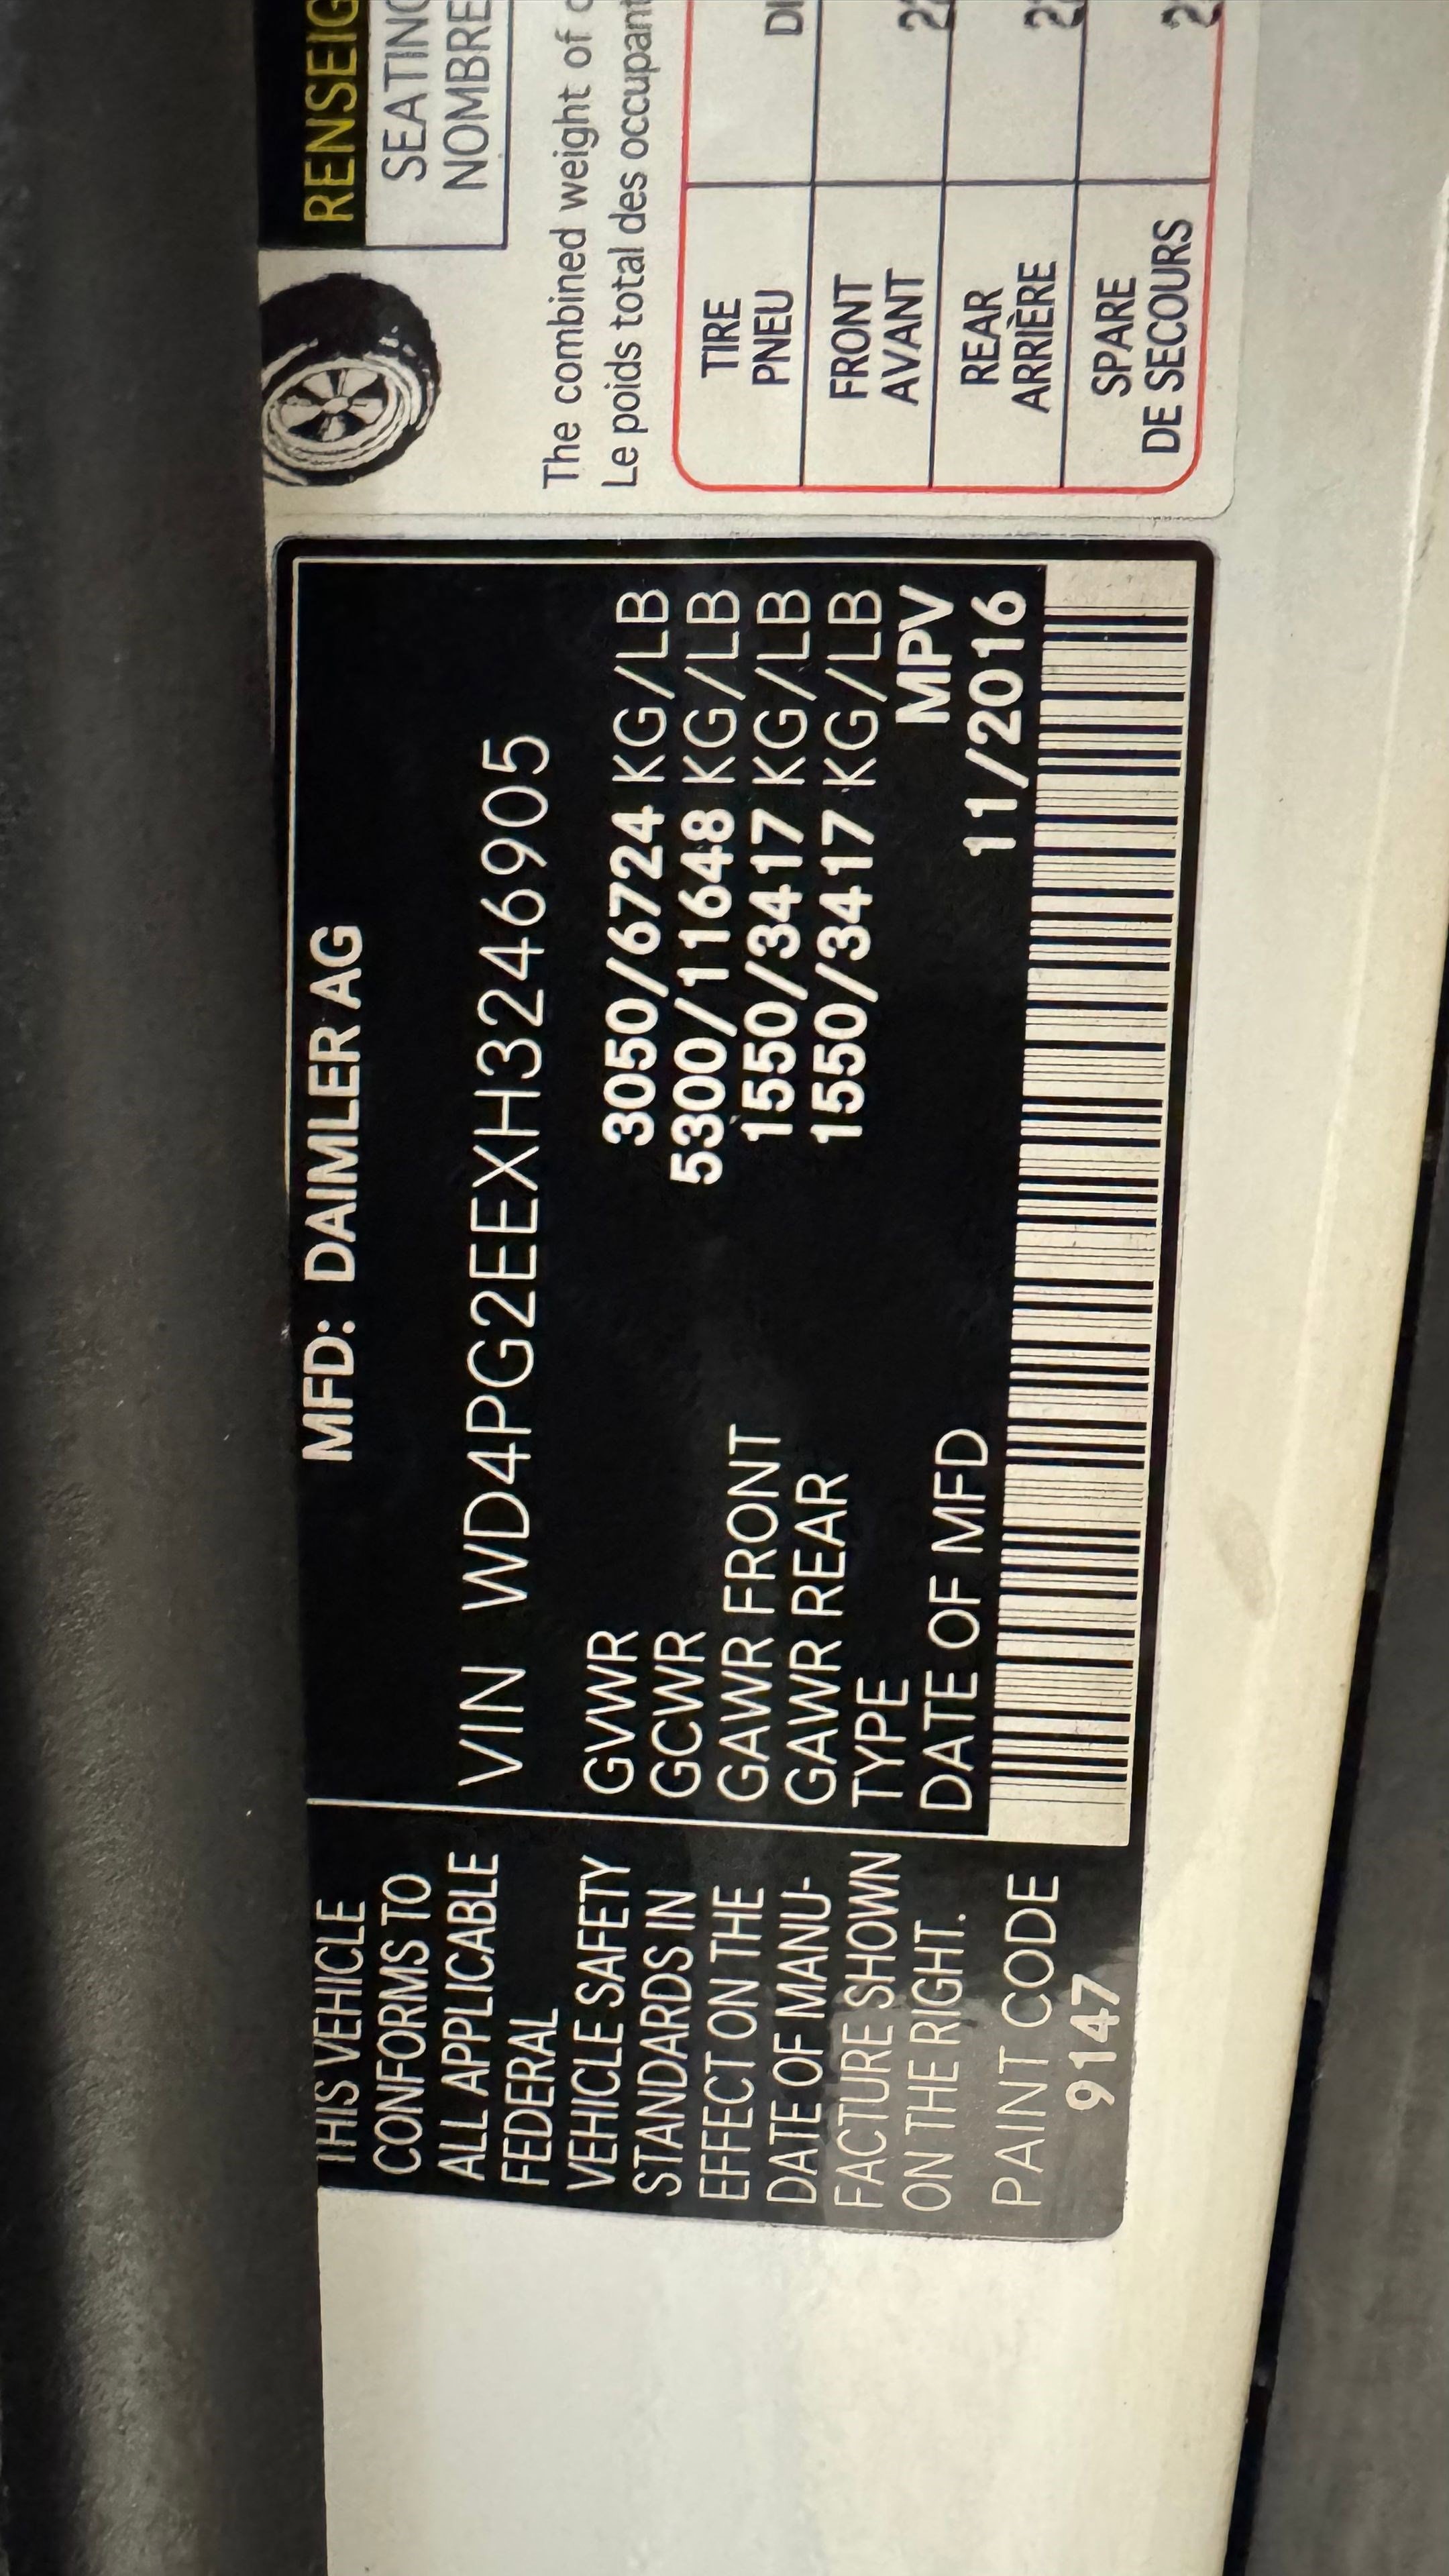 MFD: DAIMLER AG
THIS VEHICLE
CONFORMS TO
ALL APPLICABLE
FEDERAL
VEHICLE SAFETY
STANDARDS IN
EFFECT ON THE
DATE OF MANU-
FACTURE SHOWN
ON THE RIGHT.
PAINT CODE
9147
VIN WD4PG2EEXH3246905
GVWR 3050/6724 KG/LB
GCWR 5300/11648 KG/LB
GAWR FRONT 1550/3417 KG/LB
GAWR REAR 1550/3417 KG/LB
TYPE MPV
DATE OF MFD 11/2016
RENSEIG
SEATING
NOMBRE
The combined weight of
Le poids total des occupant
TIRE
PNEU
FRONT
AVANT
REAR
ARRIÈRE
SPARE
DE SECOURS